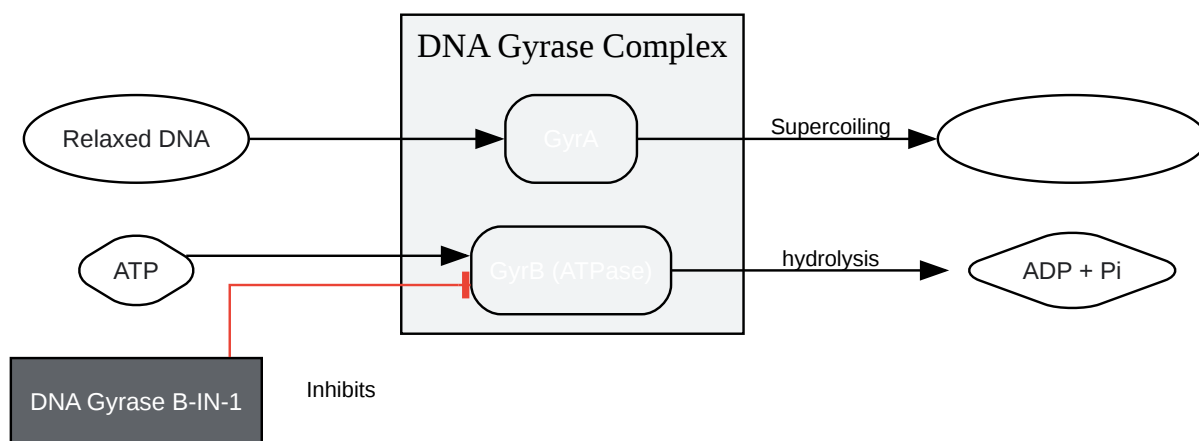 DNA Gyrase Complex
Relaxed DNA
GyrA
Supercoiling
ATP
GyrB (ATPase)
hydrolysis
ADP + Pi
DNA Gyrase B-IN-1
Inhibits